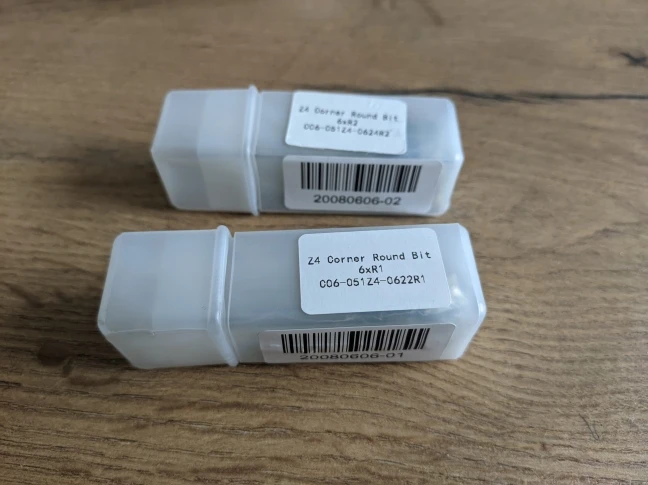 Z4 Corner Round Bit
6xR2
C06-051Z4-0624R2
20080606-02
Z4 Corner Round Bit
6xR1
C06-051Z4-0622R1
20080606-01